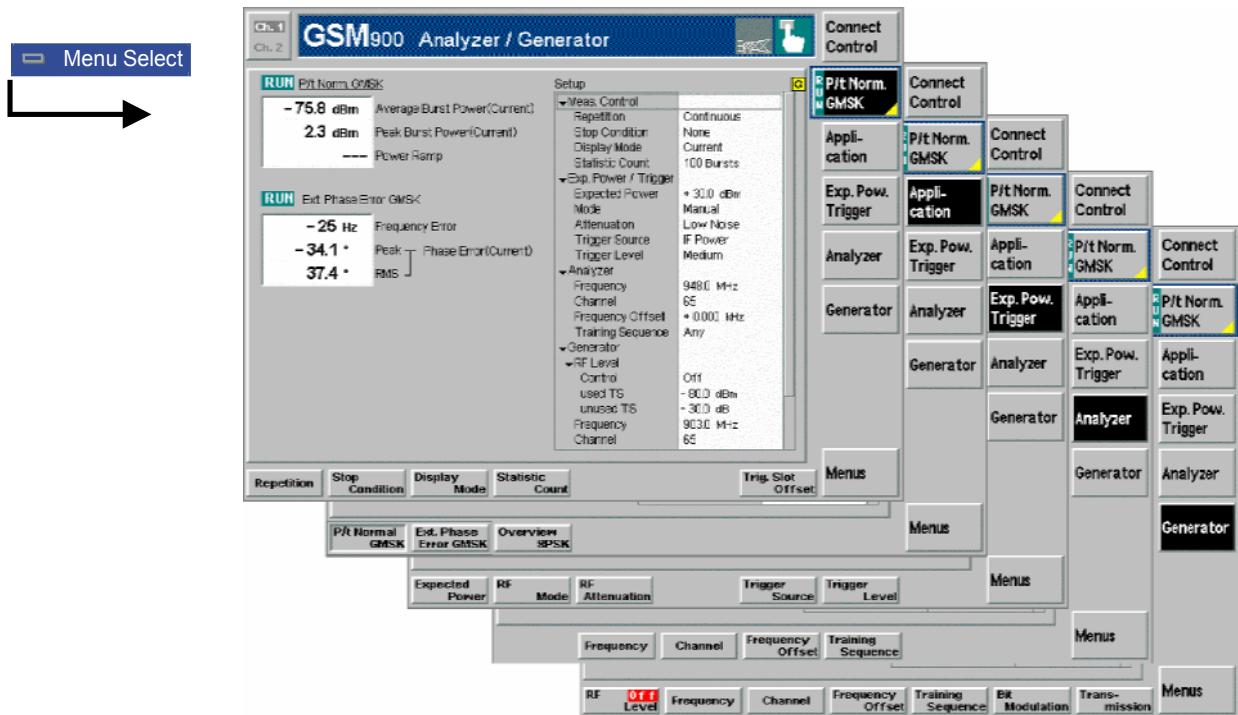 Menu Select
Ch. 1
Ch. 2
GSM900 Analyzer / Generator
Connect Control
RUN P/t Norm. GMSK
- 75.8 dBm Average Burst Power(Current)
2.3 dBm Peak Burst Power(Current)
--- Power Ramp
RUN Ext. Phase Error GMSK
- 25 Hz Frequency Error
- 34.1 ° Peak Phase Error(Current)
37.4 ° RMS
Setup
Meas. Control
Repetition Continuous
Stop Condition None
Display Mode Current
Statistic Count 100 Bursts
Exp. Power / Trigger
Expected Power + 30.0 dBm
Mode Manual
Attenuation Low Noise
Trigger Source IF Power
Trigger Level Medium
Analyzer
Frequency 948.0 MHz
Channel 65
Frequency Offset + 0.000 kHz
Training Sequence Any
Generator
RF Level
Control Off
used TS - 80.0 dBm
unused TS - 30.0 dB
Frequency 903.0 MHz
Channel 65
G
RUN P/t Norm. GMSK
Appli-
cation
Exp. Pow.
Trigger
Analyzer
Generator
Menus
Repetition
Stop Condition
Display Mode
Statistic Count
Trig. Slot Offset
Connect
Control
P/t Norm.
GMSK
Appli-
cation
Exp. Pow.
Trigger
Analyzer
Generator
Menus
P/t Normal GMSK
Ext. Phase Error GMSK
Overview 8PSK
Connect
Control
P/t Norm.
GMSK
Appli-
cation
Exp. Pow.
Trigger
Analyzer
Generator
Menus
Expected Power
RF Mode
RF Attenuation
Trigger Source
Trigger Level
Connect
Control
P/t Norm.
GMSK
Appli-
cation
Exp. Pow.
Trigger
Analyzer
Generator
Menus
Frequency
Channel
Frequency Offset
Training Sequence
Connect
Control
RUN P/t Norm.
GMSK
Appli-
cation
Exp. Pow.
Trigger
Analyzer
Generator
Menus
RF Level Off
Frequency
Channel
Frequency Offset
Training Sequence
Bit Modulation
Trans-
mission